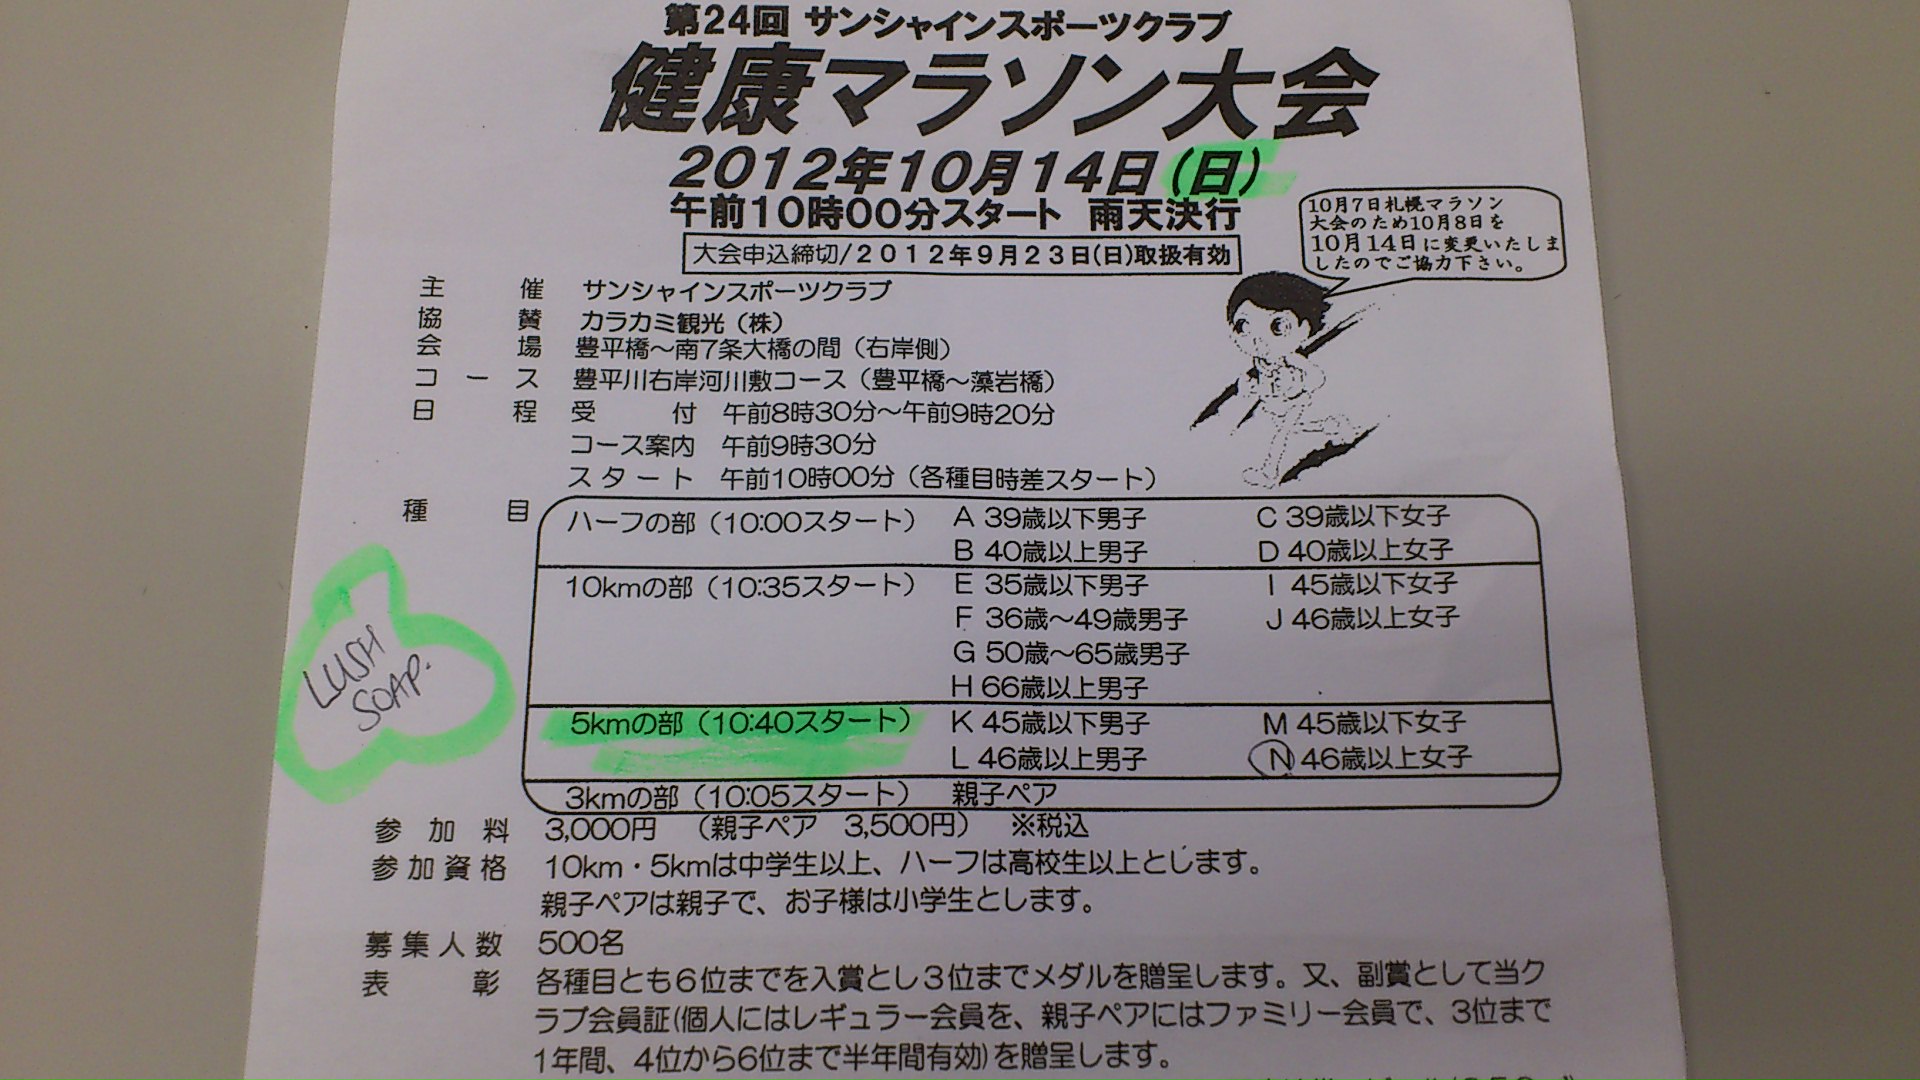 第24回 サンシャインスポーツクラブ
健康マラソン大会
2012年10月14日(日)
午前10時00分スタート 雨天決行
大会申込締切/2012年9月23日(日)取扱有効
10月7日札幌マラソン
大会のため10月8日を
10月14日に変更いたしま
したのでご協力下さい。
主催 サンシャインスポーツクラブ
協賛 カラカミ観光（株）
会場 豊平橋～南7条大橋の間（右岸側）
コース 豊平川右岸河川敷コース（豊平橋～藻岩橋）
日程 受付 午前8時30分～午前9時20分
コース案内 午前9時30分
スタート 午前10時00分（各種目時差スタート）
種目 ハーフの部（10:00スタート） A 39歳以下男子 C 39歳以下女子
B 40歳以上男子 D 40歳以上女子
10kmの部（10:35スタート） E 35歳以下男子 I 45歳以下女子
F 36歳～49歳男子 J 46歳以上女子
G 50歳～65歳男子
H 66歳以上男子
LUSH
SOAP.
5kmの部（10:40スタート） K 45歳以下男子 M 45歳以下女子
L 46歳以上男子 N 46歳以上女子
3kmの部（10:05スタート） 親子ペア
参加料 3,000円 （親子ペア 3,500円） ※税込
参加資格 10km・5kmは中学生以上、ハーフは高校生以上とします。
親子ペアは親子で、お子様は小学生とします。
募集人数 500名
表彰 各種目とも6位までを入賞とし3位までメダルを贈呈します。又、副賞として当ク
ラブ会員証(個人にはレギュラー会員を、親子ペアにはファミリー会員で、3位まで
1年間、4位から6位まで半年間有効)を贈呈します。